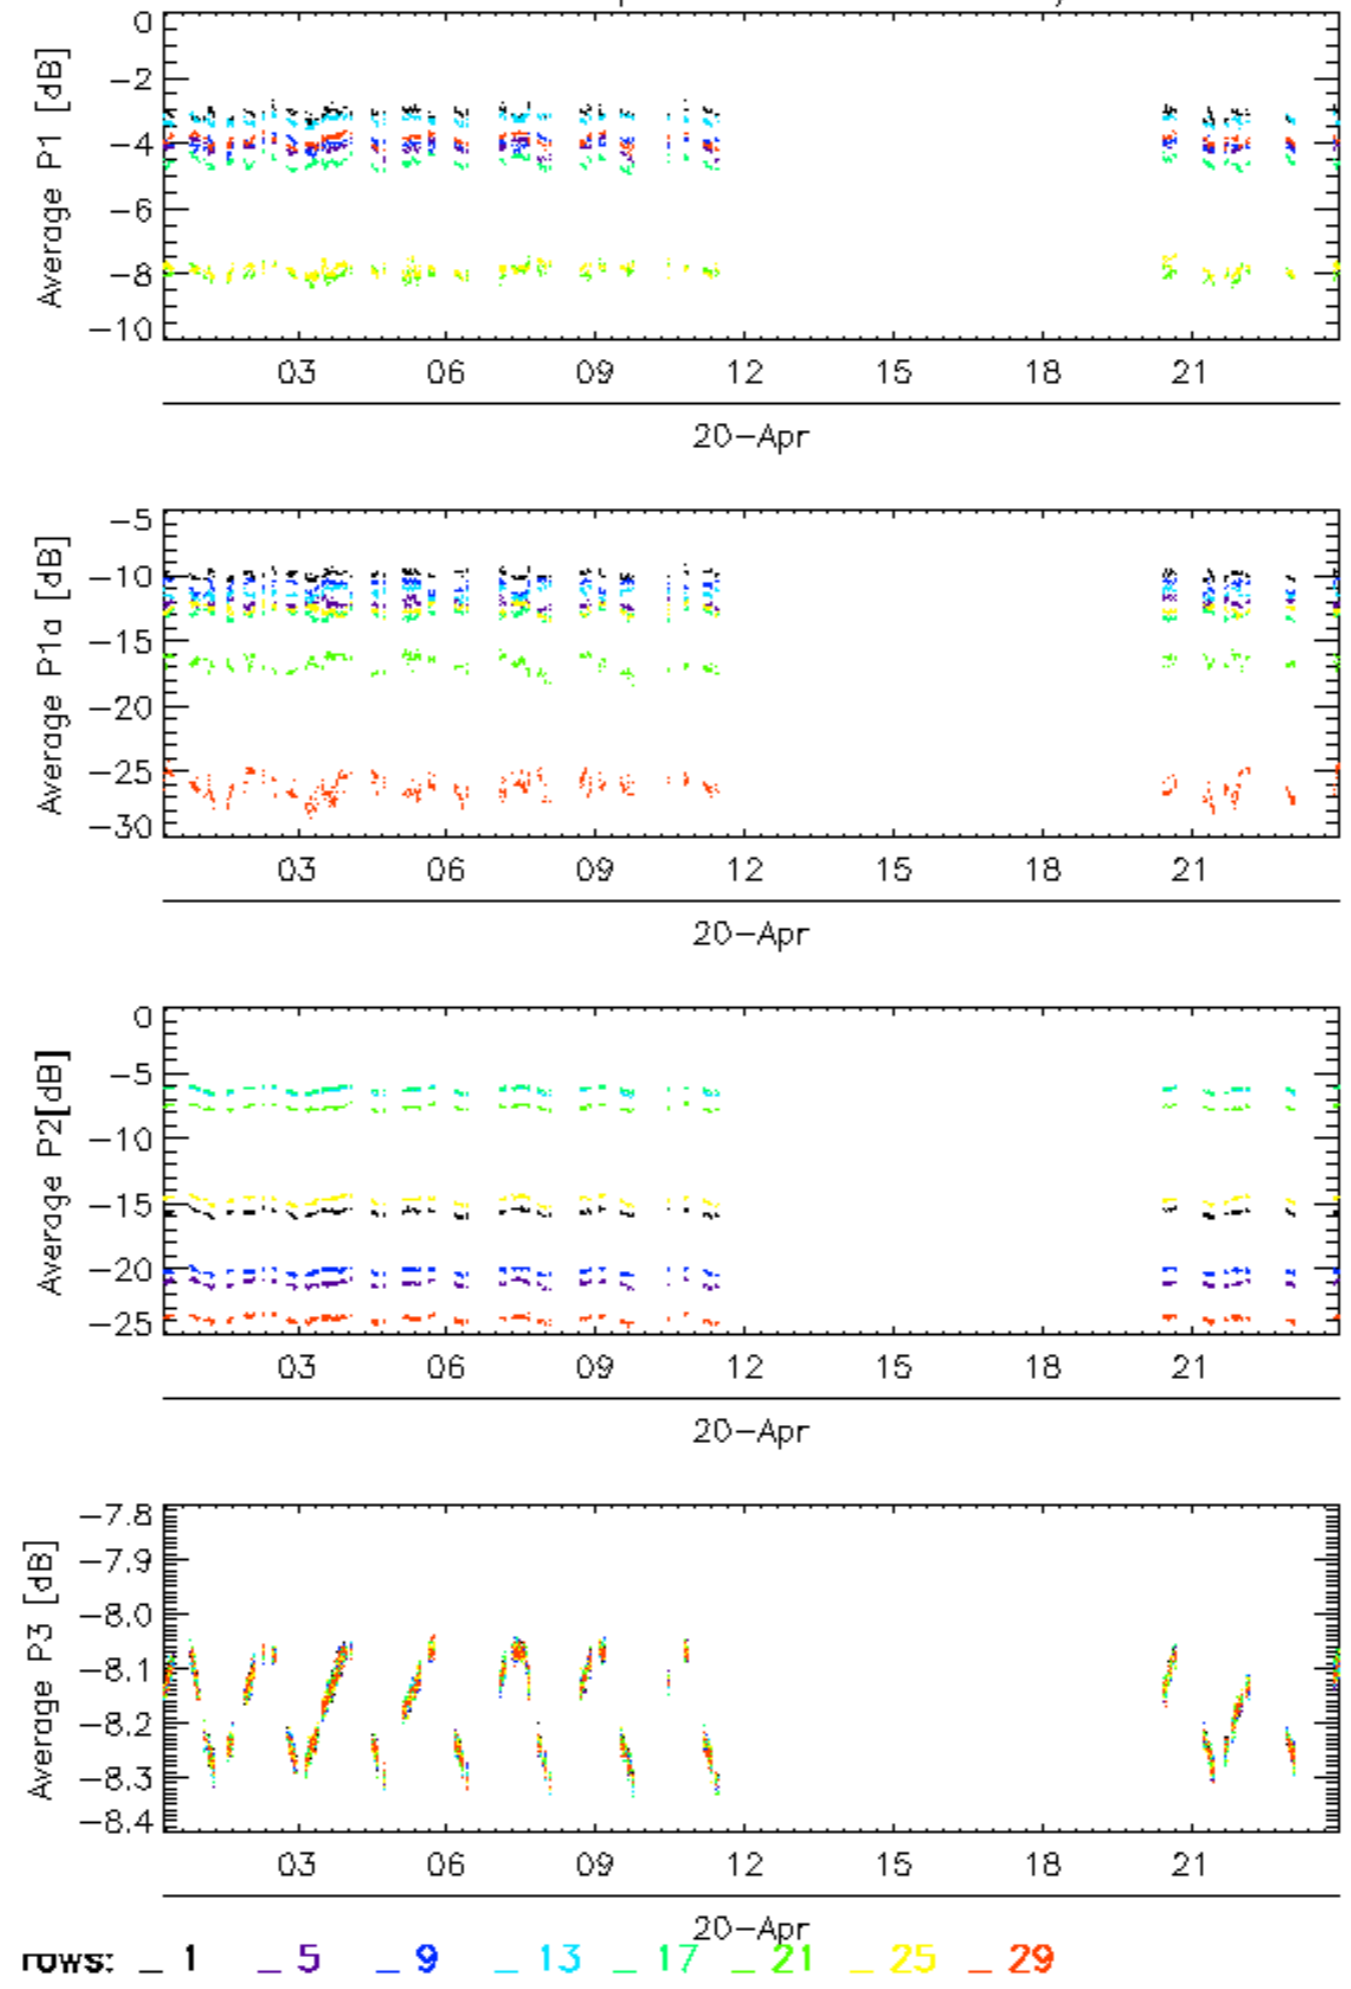 0
−2
−4
−6
−8
−10
Average P1 [dB]
03 06 09 12 15 18 21
20−Apr
−5
−10
−15
−20
−25
−30
Average P1a [dB]
03 06 09 12 15 18 21
20−Apr
0
−5
−10
−15
−20
−25
Average P2[dB]
03 06 09 12 15 18 21
20−Apr
−7.8
−7.9
−8.0
−8.1
−8.2
−8.3
−8.4
Average P3 [dB]
03 06 09 12 15 18 21
20−Apr
rows: _ 1 _ 5 _ 9 _ 13 _ 17 _ 21 _ 25 _ 29